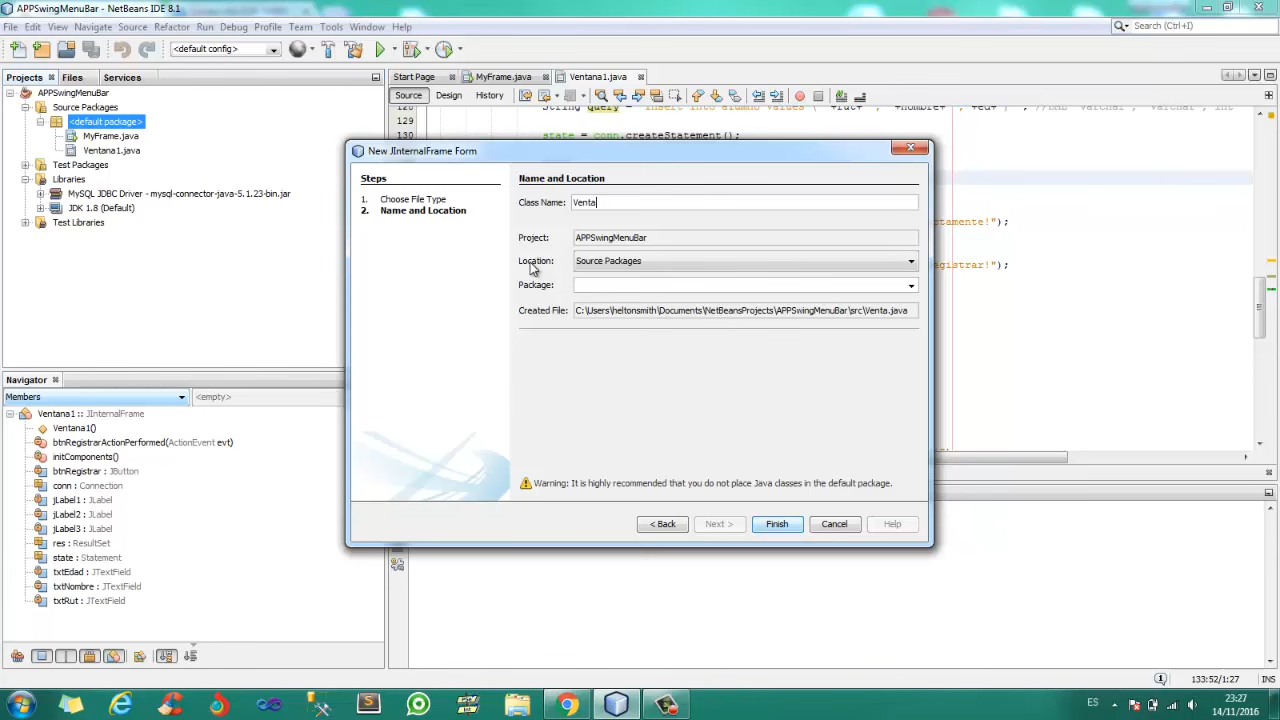 APPSwingMenuBar - NetBeans IDE 8.1
File Edit View Navigate Source Refactor Run Debug Profile Team Tools Window Help
Search (Ctrl+I)
<default config>
Projects Files Services
Start Page MyFrame.java Ventana1.java
Source Design History
APPSwingMenuBar
Source Packages
<default package>
MyFrame.java
Ventana1.java
Test Packages
Libraries
MySQL JDBC Driver - mysql-connector-java-5.1.23-bin.jar
JDK 1.8 (Default)
Test Libraries
129
130 state = conn.createStatement();
stamente!");
gistrar!");
New JInternalFrame Form
Steps
1. Choose File Type
2. Name and Location
Name and Location
Class Name: Venta
Project: APPSwingMenuBar
Location: Source Packages
Package:
Created File: C:\Users\heltonsmith\Documents\NetBeansProjects\APPSwingMenuBar\src\Venta.java
Warning: It is highly recommended that you do not place Java classes in the default package.
< Back Next > Finish Cancel Help
Navigator
Members <empty>
Ventana1 :: JInternalFrame
Ventana1()
btnRegistrarActionPerformed(ActionEvent evt)
initComponents()
btnRegistrar : JButton
conn : Connection
jLabel1 : JLabel
jLabel2 : JLabel
jLabel3 : JLabel
res : ResultSet
state : Statement
txtEdad : JTextField
txtNombre : JTextField
txtRut : JTextField
133:52/1:27 INS
ES
23:27
14/11/2016